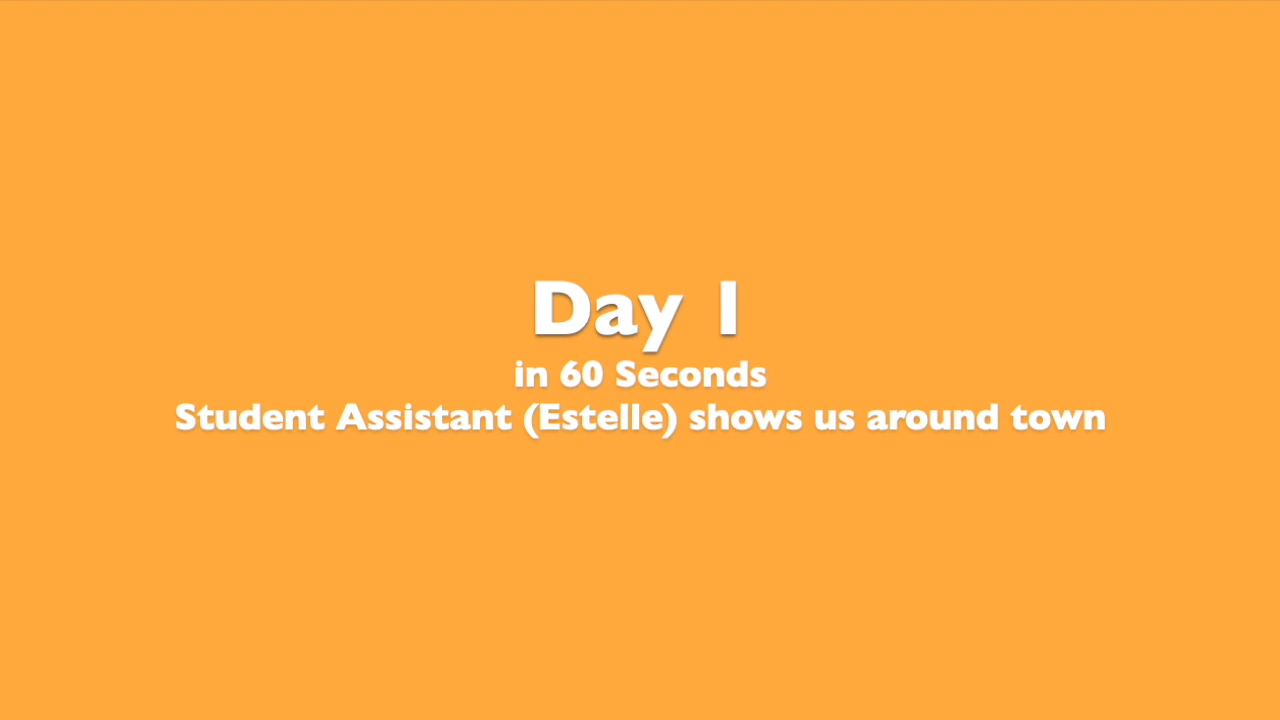 Day 1
in 60 Seconds
Student Assistant (Estelle) shows us around town